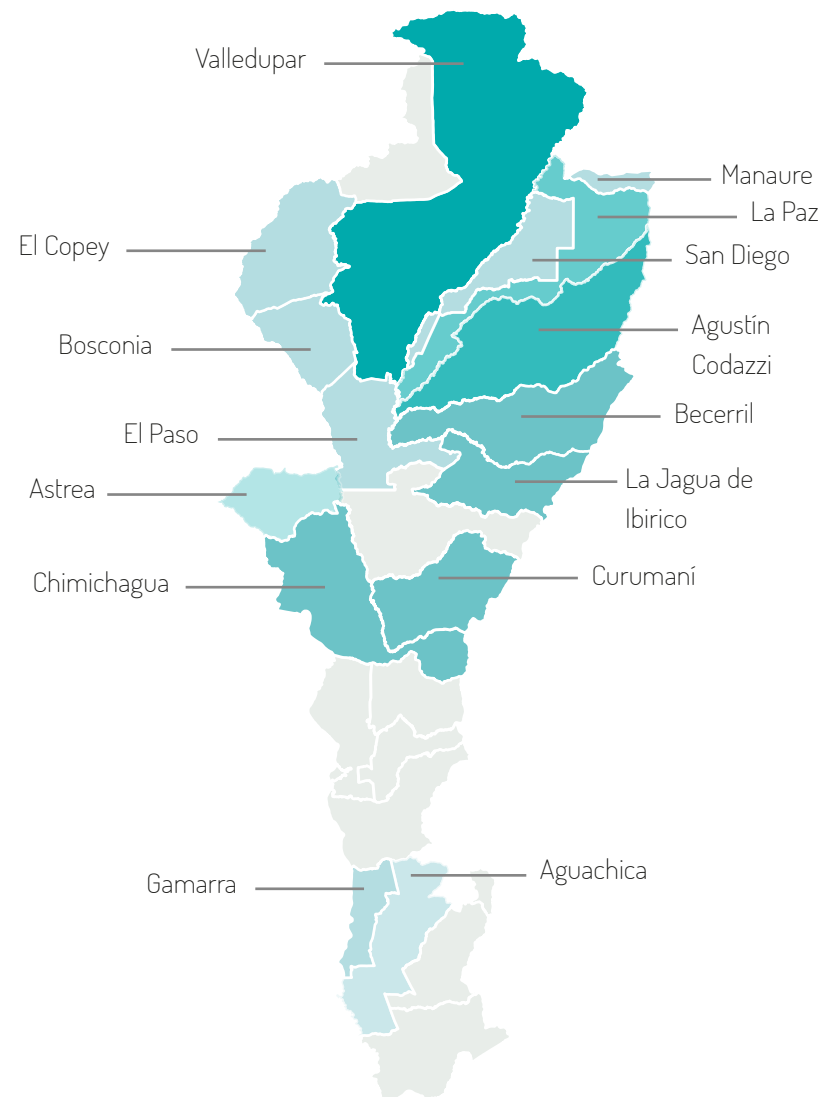 Valledupar
Manaure
La Paz
El Copey
San Diego
Agustín
Codazzi
Bosconia
Becerril
El Paso
La Jagua de
Ibirico
Astrea
Curumaní
Chimichagua
Aguachica
Gamarra